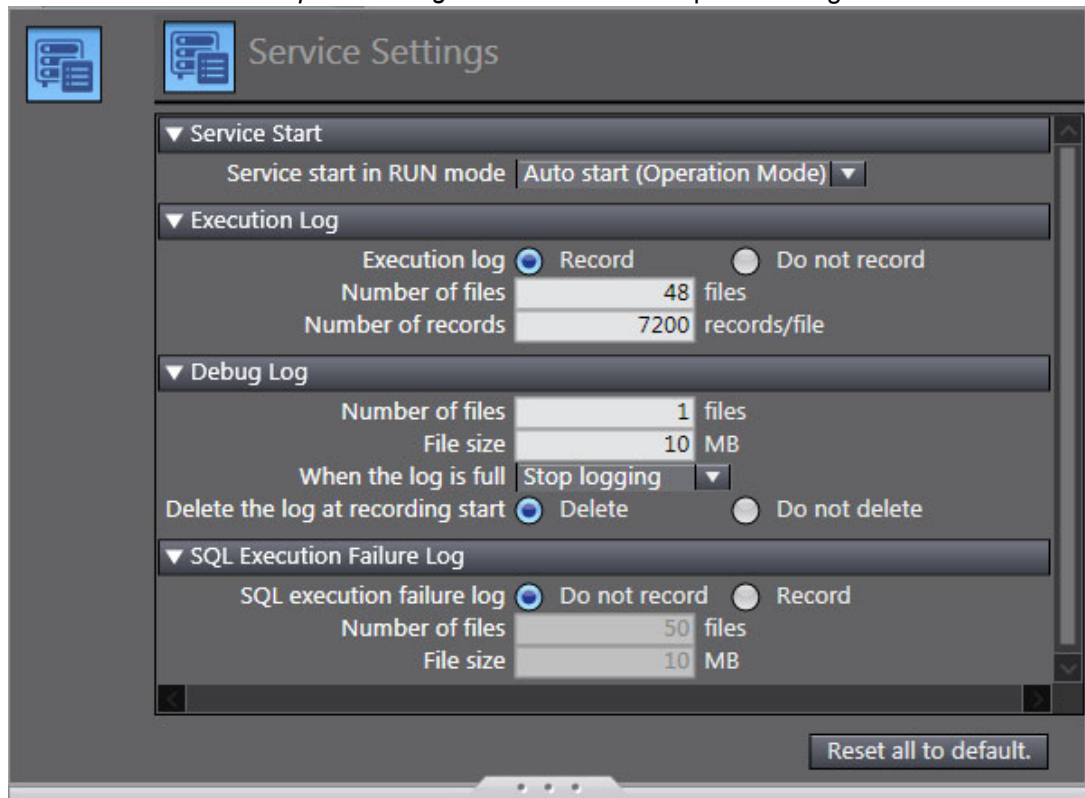 Service Settings
▼ Service Start
Service start in RUN mode Auto start (Operation Mode) ▼
▼ Execution Log
Execution log Record Do not record
Number of files 48 files
Number of records 7200 records/file
▼ Debug Log
Number of files 1 files
File size 10 MB
When the log is full Stop logging ▼
Delete the log at recording start Delete Do not delete
▼ SQL Execution Failure Log
SQL execution failure log Do not record Record
Number of files 50 files
File size 10 MB
Reset all to default.